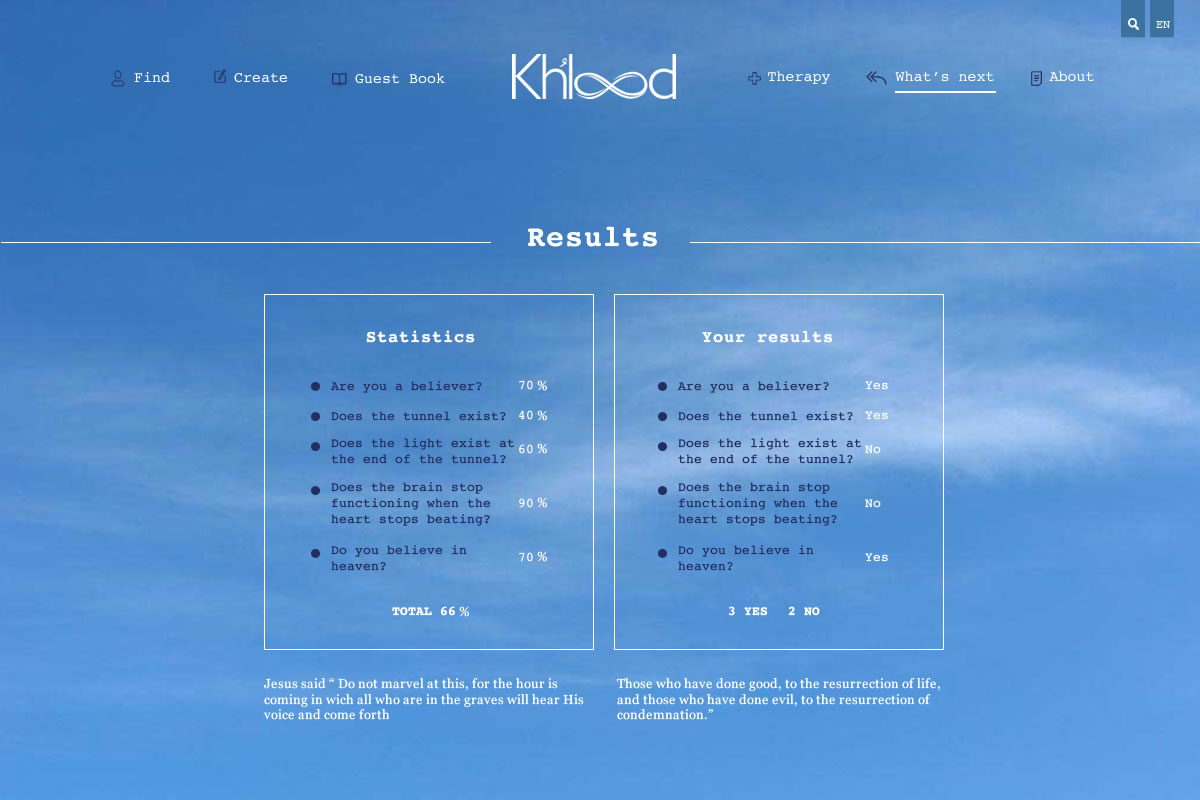 EN
Find
Create
Guest Book
Khlood
Therapy
What's next
About
Results
Statistics
Are you a believer? 70 %
Does the tunnel exist? 40 %
Does the light exist at
the end of the tunnel? 60 %
Does the brain stop
functioning when the 90 %
heart stops beating?
Do you believe in
heaven? 70 %
TOTAL 66 %
Your results
Are you a believer? Yes
Does the tunnel exist? Yes
Does the light exist at
the end of the tunnel? No
Does the brain stop
functioning when the No
heart stops beating?
Do you believe in
heaven? Yes
3 YES 2 NO
Jesus said “ Do not marvel at this, for the hour is
coming in wich all who are in the graves will hear His
voice and come forth
Those who have done good, to the resurrection of life,
and those who have done evil, to the resurrection of
condemnation.”